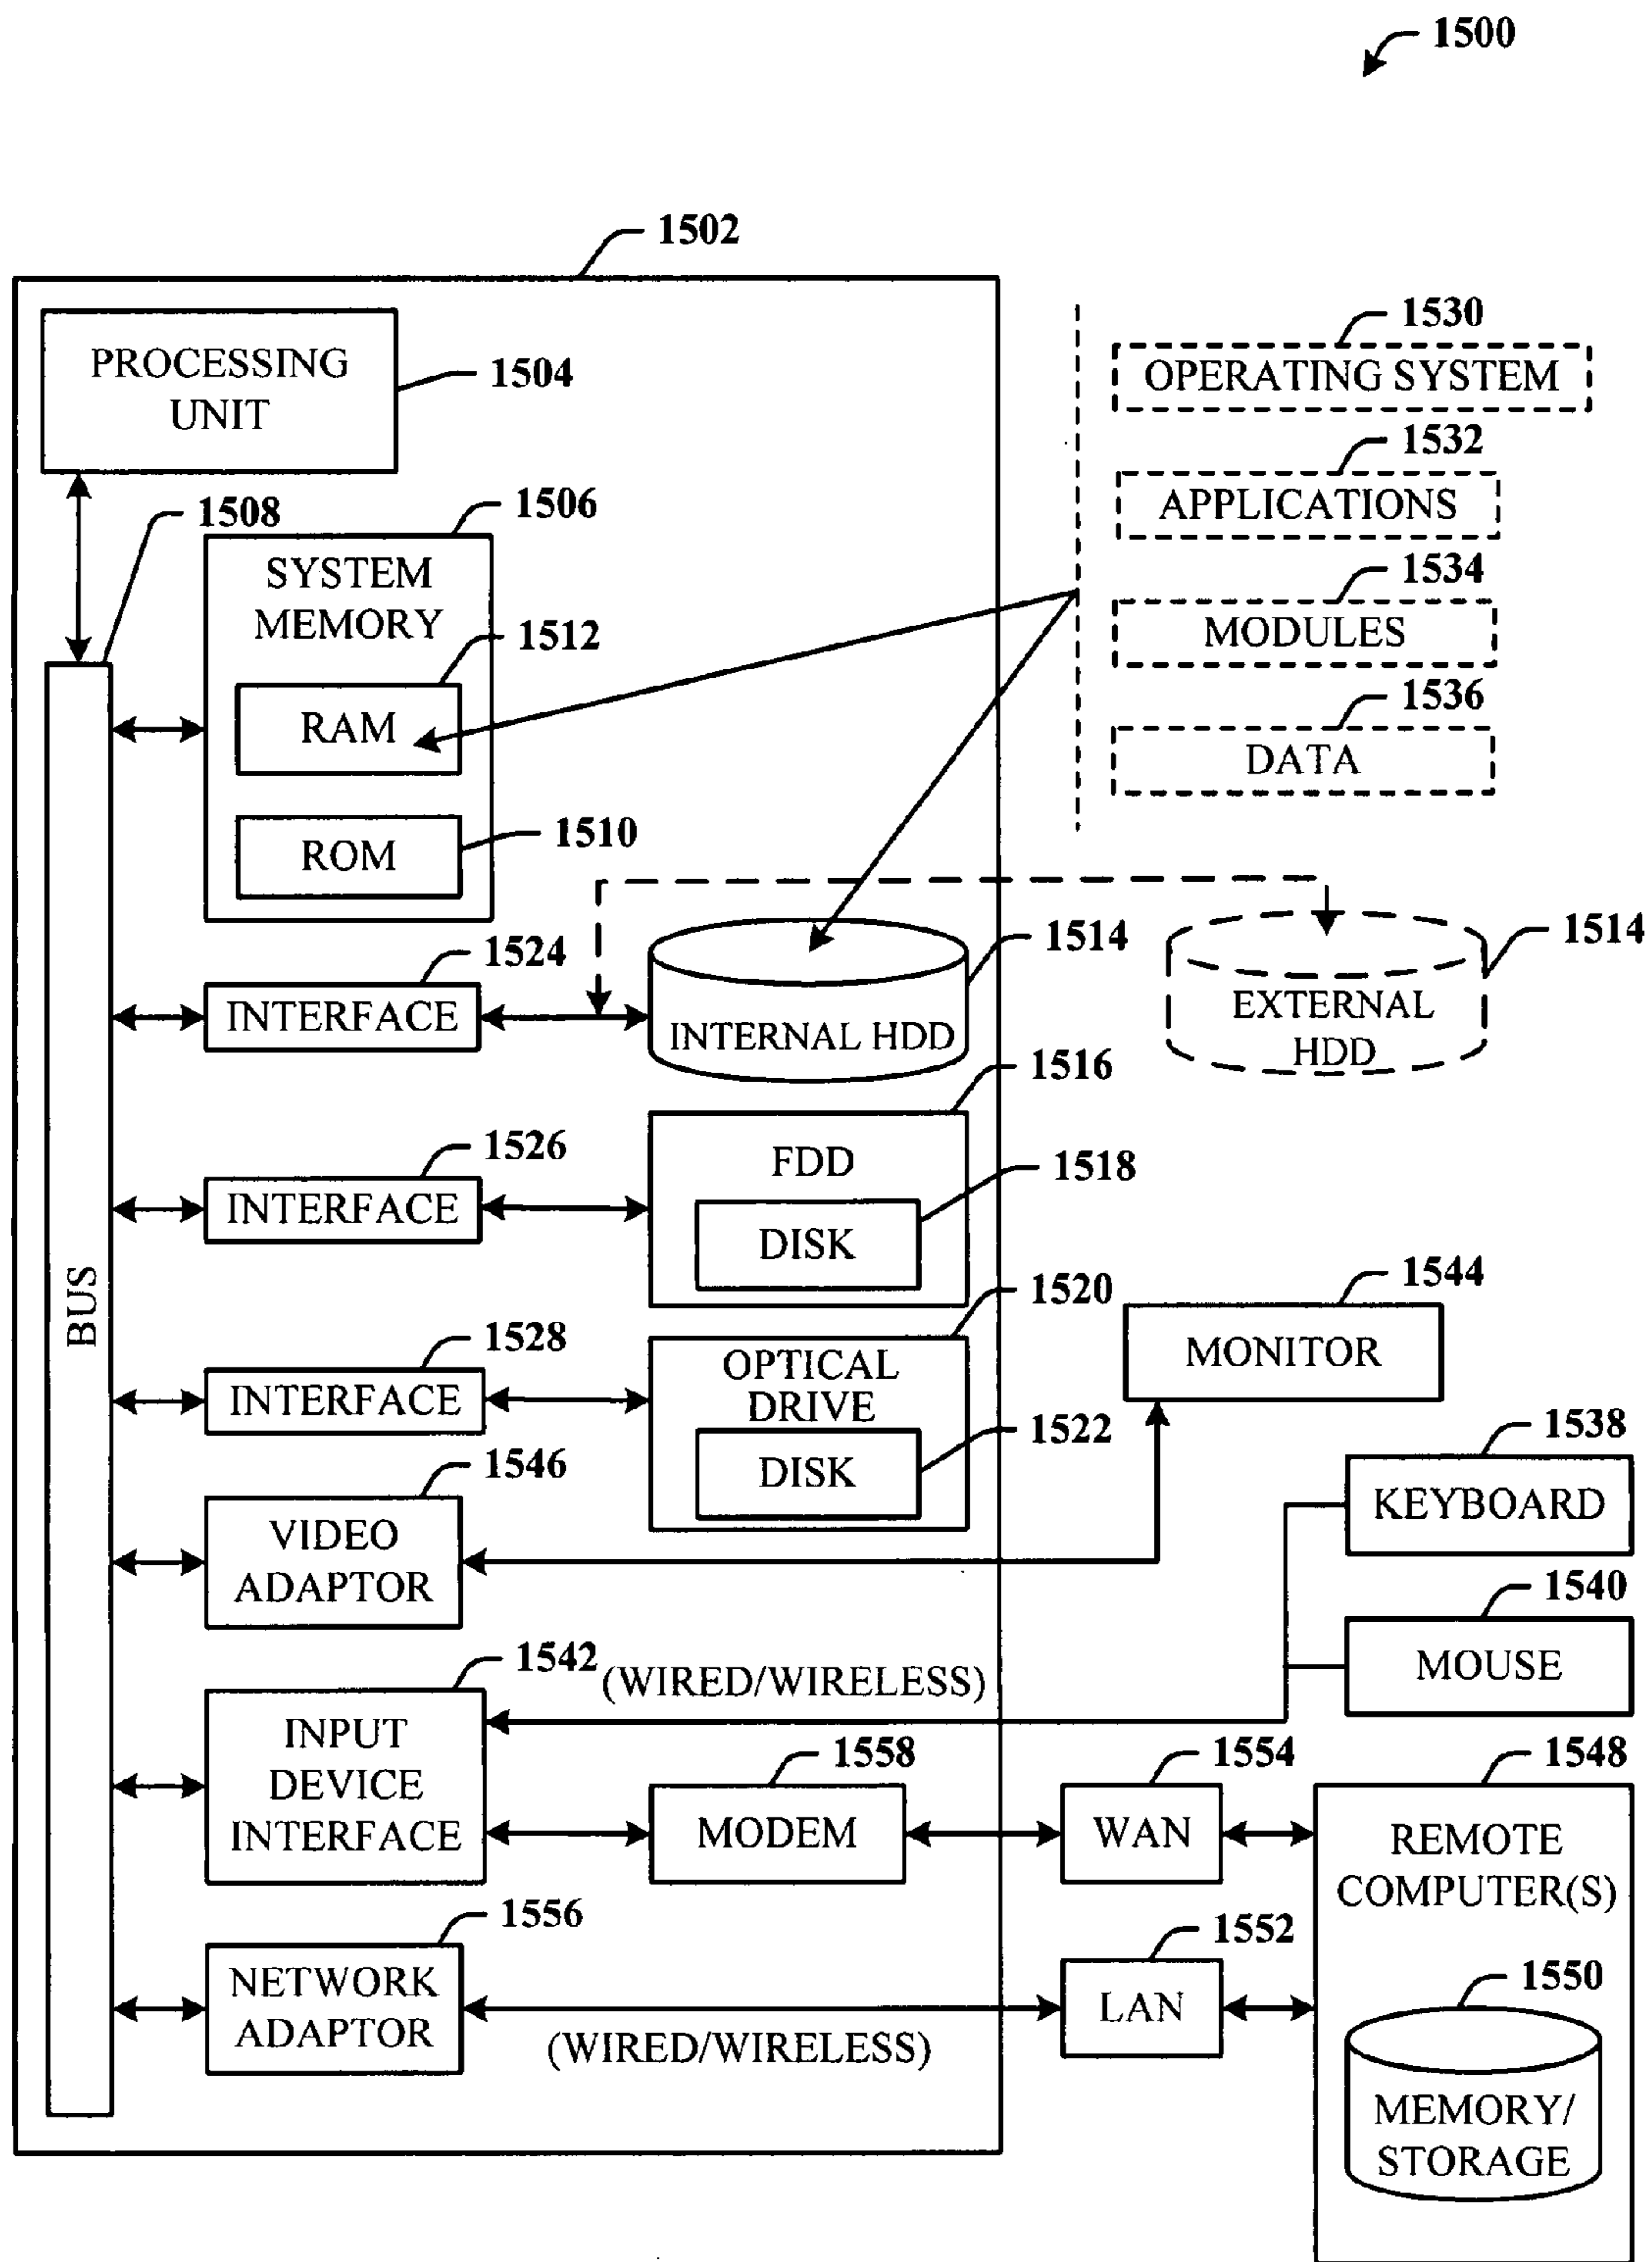 1500
1502
PROCESSING
UNIT
1504
1530
OPERATING SYSTEM
1532
APPLICATIONS
1534
MODULES
1536
DATA
1508
1506
SYSTEM
MEMORY
1512
RAM
1510
ROM
1524
INTERFACE
1514
INTERNAL HDD
1514
EXTERNAL
HDD
1526
INTERFACE
1516
FDD
1518
DISK
BUS
1528
INTERFACE
1520
OPTICAL
DRIVE
1522
DISK
1544
MONITOR
1546
VIDEO
ADAPTOR
1538
KEYBOARD
1540
MOUSE
1542
(WIRED/WIRELESS)
INPUT
DEVICE
INTERFACE
1558
MODEM
1554
WAN
1548
REMOTE
COMPUTER(S)
1556
NETWORK
ADAPTOR
(WIRED/WIRELESS)
1552
LAN
1550
MEMORY/
STORAGE